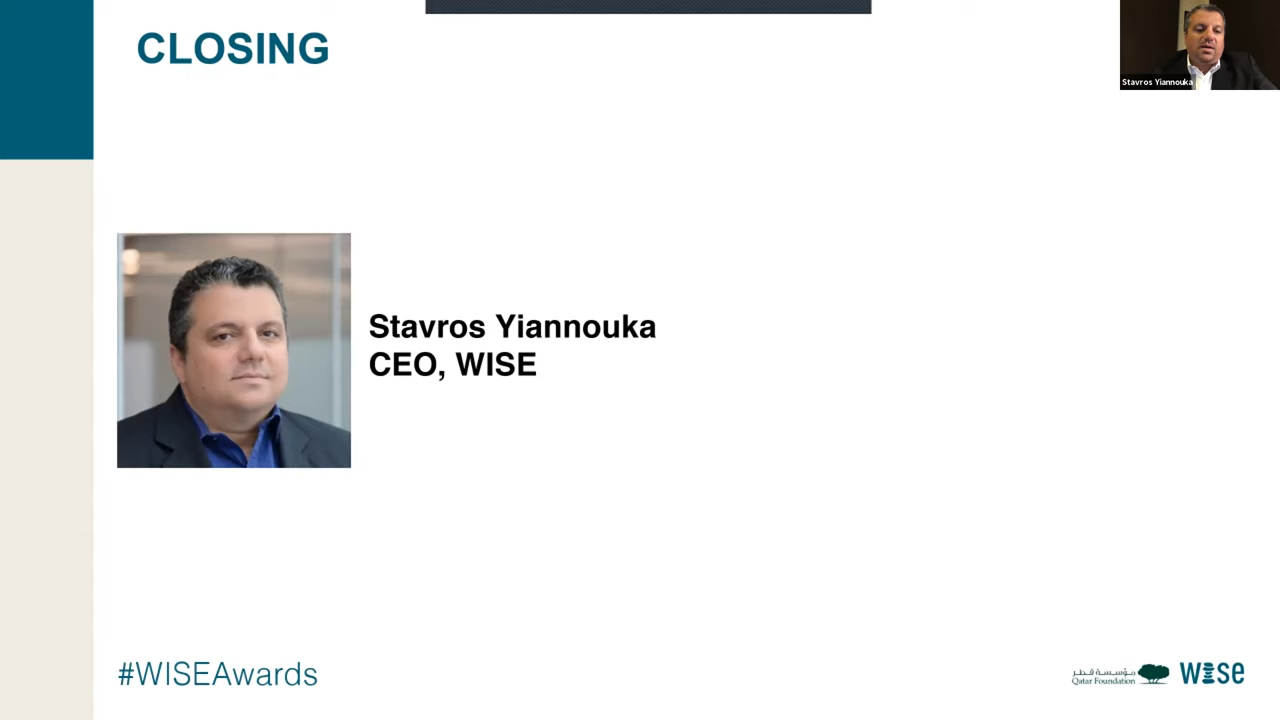 CLOSING
Stavros Yiannouka
Stavros Yiannouka
CEO, WISE
#WISEAwards
مؤسسة قطر
Qatar Foundation
WISE